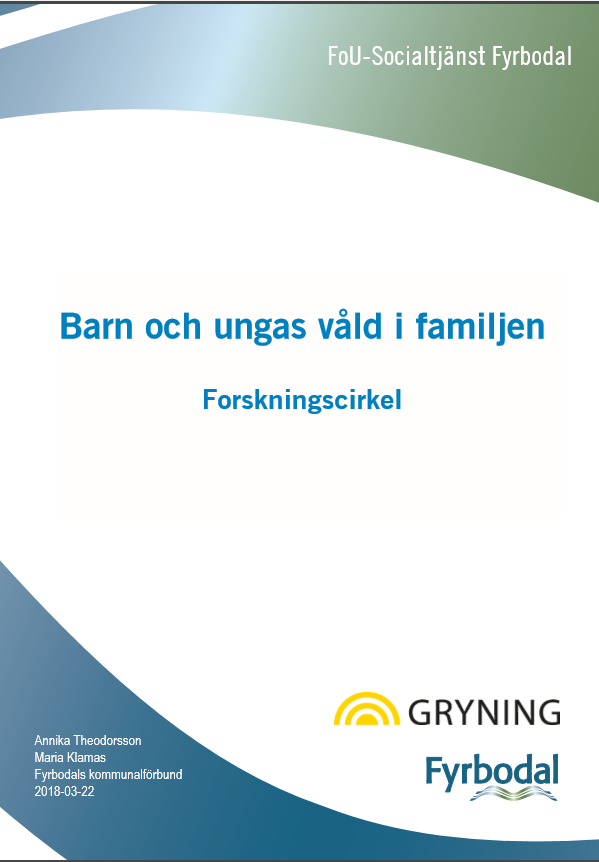 FoU-Socialtjänst Fyrbodal
Barn och ungas våld i familjen
Forskningscirkel
GRYNING
Fyrbodal
Annika Theodorsson
Maria Klamas
Fyrbodals kommunalförbund
2018-03-22